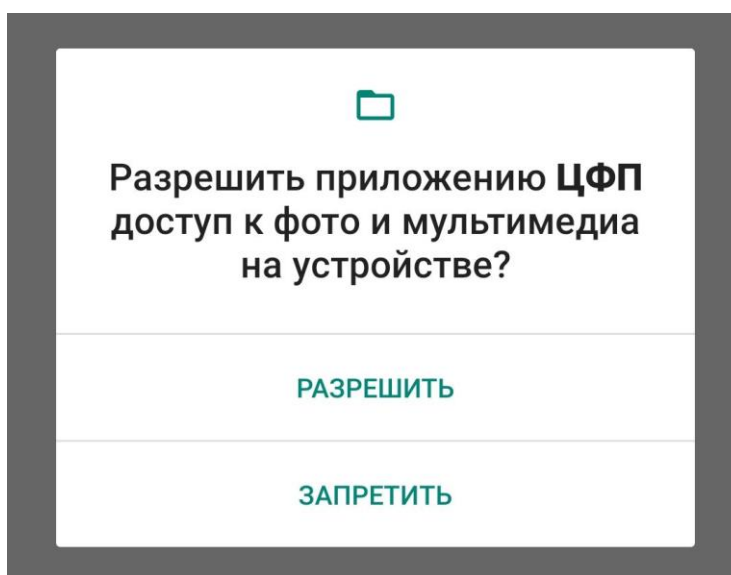 Разрешить приложению ЦФП
доступ к фото и мультимедиа
на устройстве?
РАЗРЕШИТЬ
ЗАПРЕТИТЬ